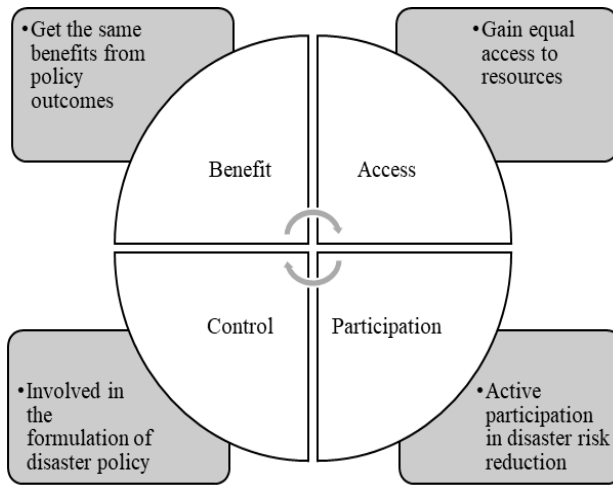 •Get the same
benefits from
policy
outcomes
•Gain equal
access to
resources
Benefit
Access
Control
Participation
•Involved in
the
formulation of
disaster policy
•Active
participation
in disaster risk
reduction